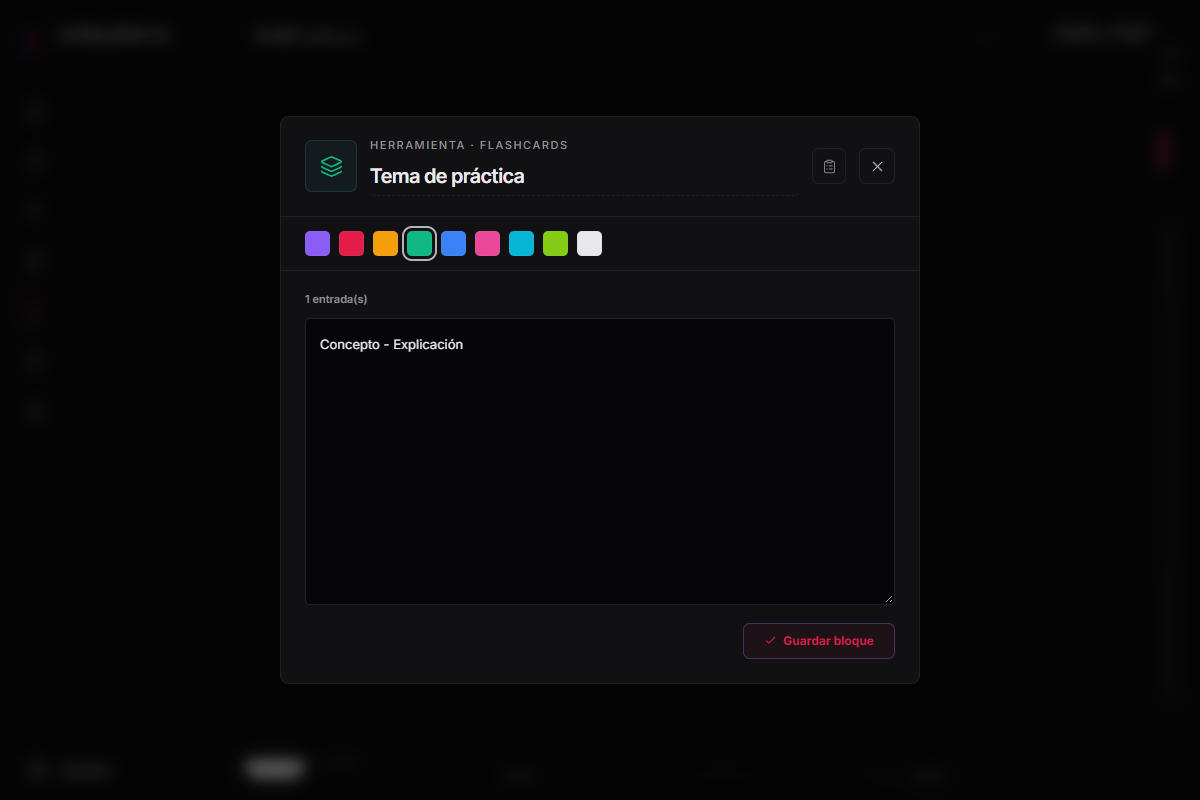 HERRAMIENTA · FLASHCARDS
Tema de práctica
1 entrada(s)
Concepto - Explicación
Guardar bloque